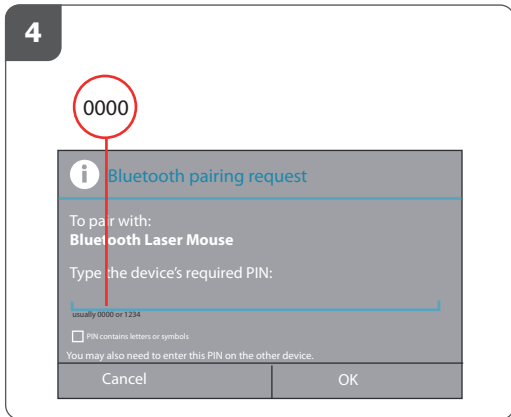 4
0000
Bluetooth pairing request
To pair with:
Bluetooth Laser Mouse
Type the device's required PIN:
usually 0000 or 1234
PIN contains letters or symbols
You may also need to enter this PIN on the other device.
Cancel OK